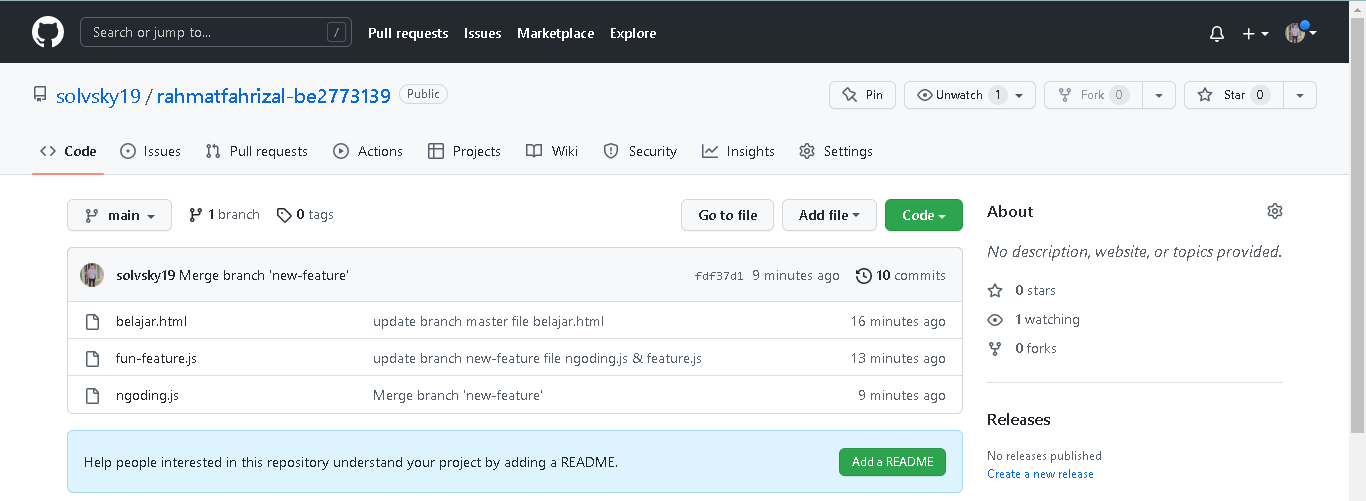 Search or jump to... / Pull requests Issues Marketplace Explore
solvsky19 / rahmatfahrizal-be2773139 Public Pin Unwatch 1 Fork 0 Star 0
Code Issues Pull requests Actions Projects Wiki Security Insights Settings
main 1 branch 0 tags Go to file Add file Code
About
No description, website, or topics provided.
solvsky19 Merge branch 'new-feature' fdf37d1 9 minutes ago 10 commits
0 stars
belajar.html update branch master file belajar.html 16 minutes ago
1 watching
0 forks
fun-feature.js update branch new-feature file ngoding.js & feature.js 13 minutes ago
ngoding.js Merge branch 'new-feature' 9 minutes ago
Releases
No releases published
Create a new release
Help people interested in this repository understand your project by adding a README. Add a README